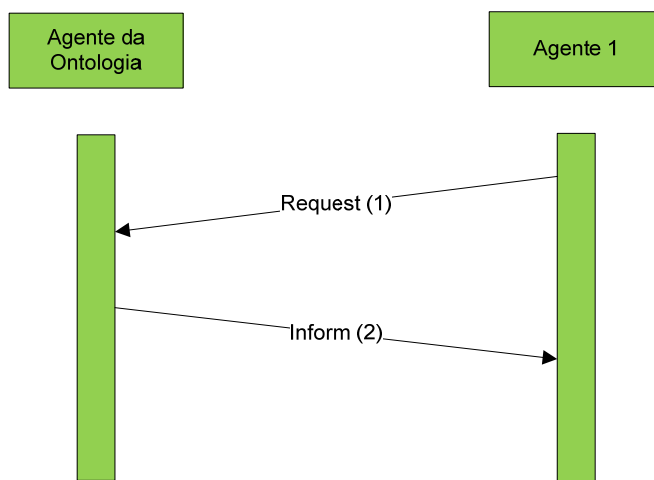 Agente da
Ontologia
Agente 1
Request (1)
Inform (2)